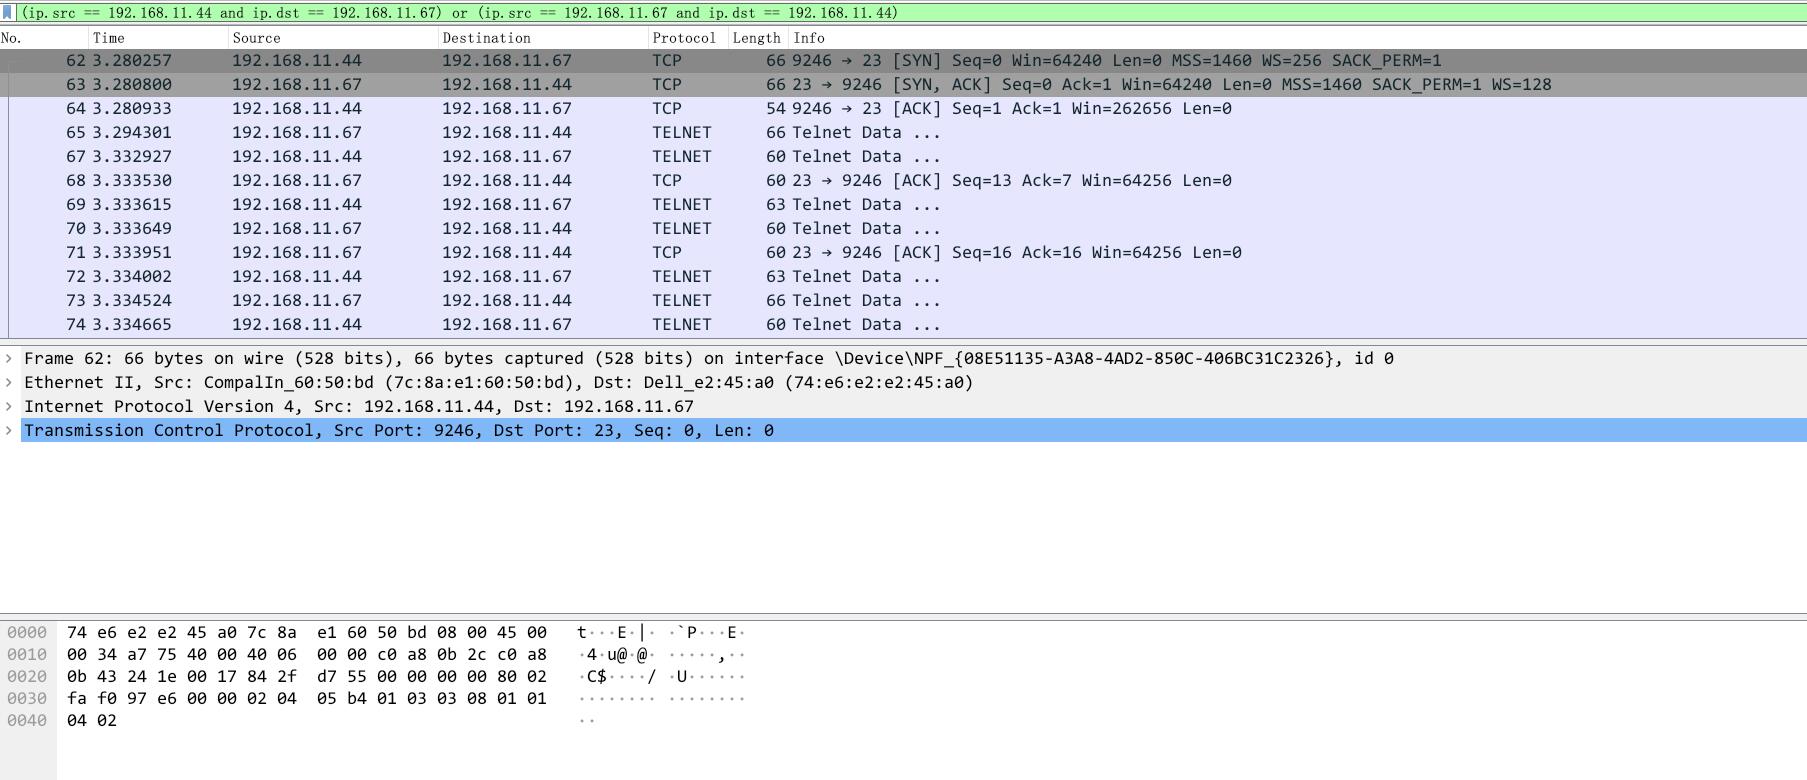 (ip.src == 192.168.11.44 and ip.dst == 192.168.11.67) or (ip.src == 192.168.11.67 and ip.dst == 192.168.11.44)
No. Time Source Destination Protocol Length Info
62 3.280257 192.168.11.44 192.168.11.67 TCP 66 9246 → 23 [SYN] Seq=0 Win=64240 Len=0 MSS=1460 WS=256 SACK_PERM=1
63 3.280800 192.168.11.67 192.168.11.44 TCP 66 23 → 9246 [SYN, ACK] Seq=0 Ack=1 Win=64240 Len=0 MSS=1460 SACK_PERM=1 WS=128
64 3.280933 192.168.11.44 192.168.11.67 TCP 54 9246 → 23 [ACK] Seq=1 Ack=1 Win=262656 Len=0
65 3.294301 192.168.11.67 192.168.11.44 TELNET 66 Telnet Data ...
67 3.332927 192.168.11.44 192.168.11.67 TELNET 60 Telnet Data ...
68 3.333530 192.168.11.67 192.168.11.44 TCP 60 23 → 9246 [ACK] Seq=13 Ack=7 Win=64256 Len=0
69 3.333615 192.168.11.44 192.168.11.67 TELNET 63 Telnet Data ...
70 3.333649 192.168.11.67 192.168.11.44 TELNET 60 Telnet Data ...
71 3.333951 192.168.11.67 192.168.11.44 TCP 60 23 → 9246 [ACK] Seq=16 Ack=16 Win=64256 Len=0
72 3.334002 192.168.11.44 192.168.11.67 TELNET 63 Telnet Data ...
73 3.334524 192.168.11.67 192.168.11.44 TELNET 66 Telnet Data ...
74 3.334665 192.168.11.44 192.168.11.67 TELNET 60 Telnet Data ...
Frame 62: 66 bytes on wire (528 bits), 66 bytes captured (528 bits) on interface \Device\NPF_{08E51135-A3A8-4AD2-850C-406BC31C2326}, id 0
Ethernet II, Src: CompalIn_60:50:bd (7c:8a:e1:60:50:bd), Dst: Dell_e2:45:a0 (74:e6:e2:e2:45:a0)
Internet Protocol Version 4, Src: 192.168.11.44, Dst: 192.168.11.67
Transmission Control Protocol, Src Port: 9246, Dst Port: 23, Seq: 0, Len: 0
0000 74 e6 e2 e2 45 a0 7c 8a e1 60 50 bd 08 00 45 00 t···E·|· ·`P···E·
0010 00 34 a7 75 40 00 40 06 00 00 c0 a8 0b 2c c0 a8 ·4·u@·@· ·····,··
0020 0b 43 24 1e 00 17 84 2f d7 55 00 00 00 00 80 02 ·C$····/ ·U······
0030 fa f0 97 e6 00 00 02 04 05 b4 01 03 03 08 01 01 ········ ········
0040 04 02 ··